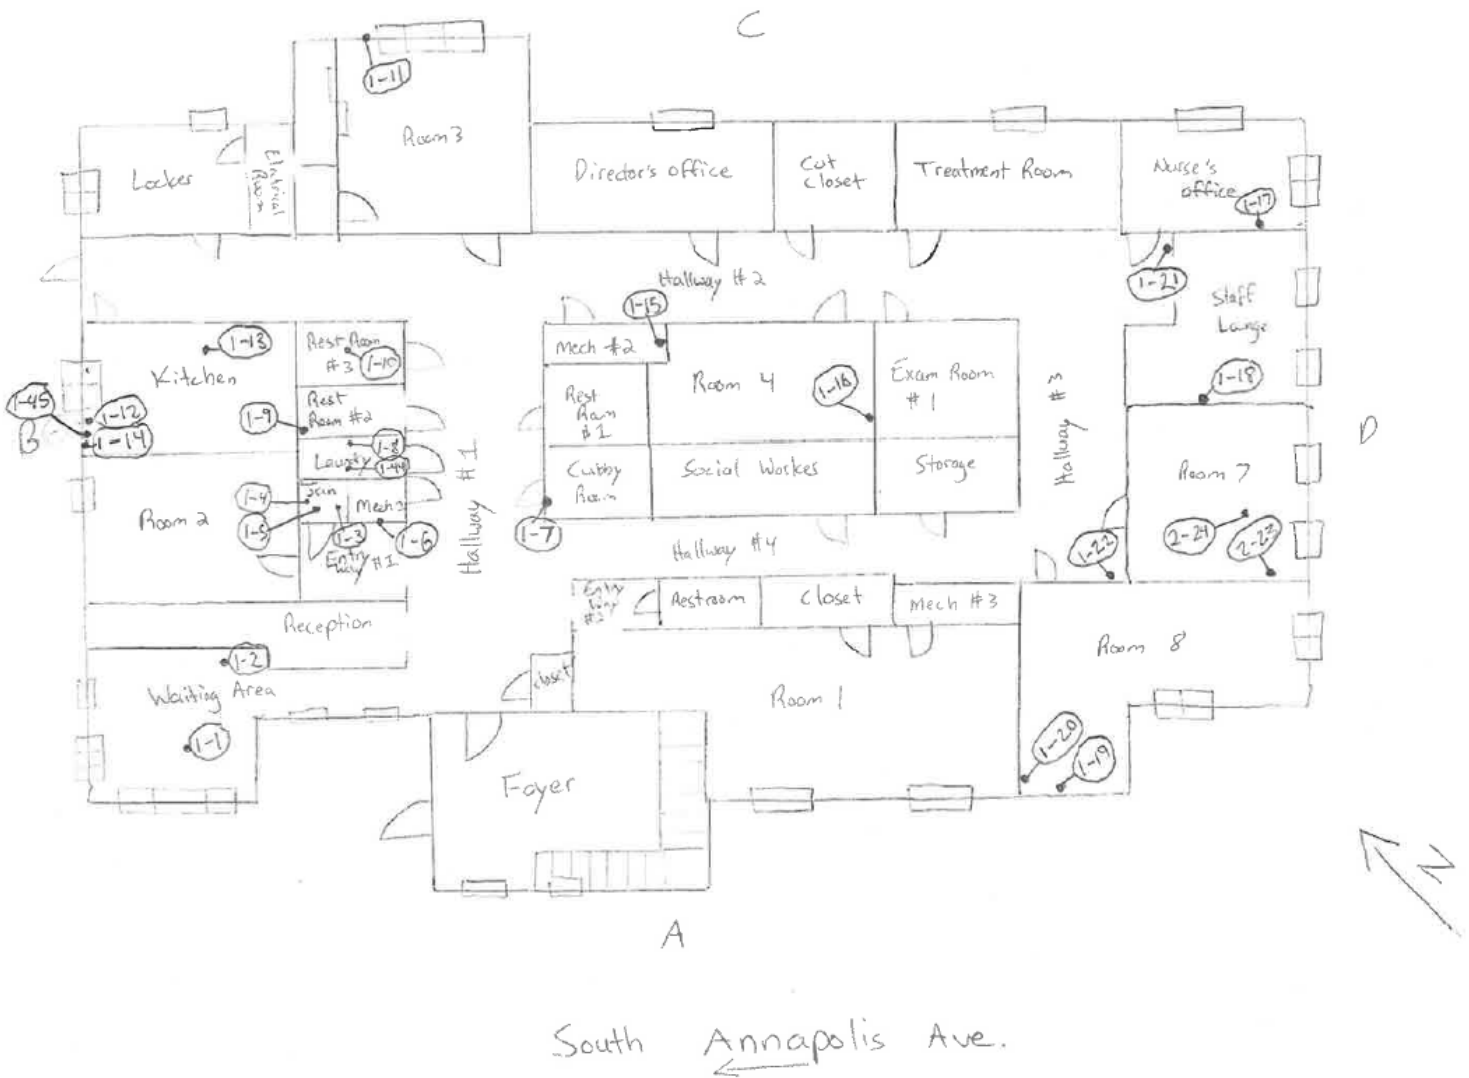 C
1-11
Room 3
Locker
Electrical
Room
Director's office
Cut
Closet
Treatment Room
Nurse's
office
1-17
Hallway # 2
1-21
Staff
Lange
1-15
1-13
Rest Room
# 3
1-10
Mech #2
Kitchen
Room 4
1-16
Exam Room
# 1
1-18
1-45
1-12
B
1-14
1-9
Rest
Room #2
Rest
Room
# 1
Hallway # 3
D
1-8
Laundry
1-44
Hallway # 1
Cubby
Room
Social Worker
Storage
Room 7
1-4
Jan
Mech
1-5
Room 2
1-3
1-6
1-7
2-24
2-23
Entry
way #1
Hallway #4
1-22
Entry
way
#2
Restroom
Closet
Mech #3
Reception
Room 8
1-2
Closet
Waiting Area
Room 1
1-1
1-20
1-19
Foyer
N
A
South Annapolis Ave.